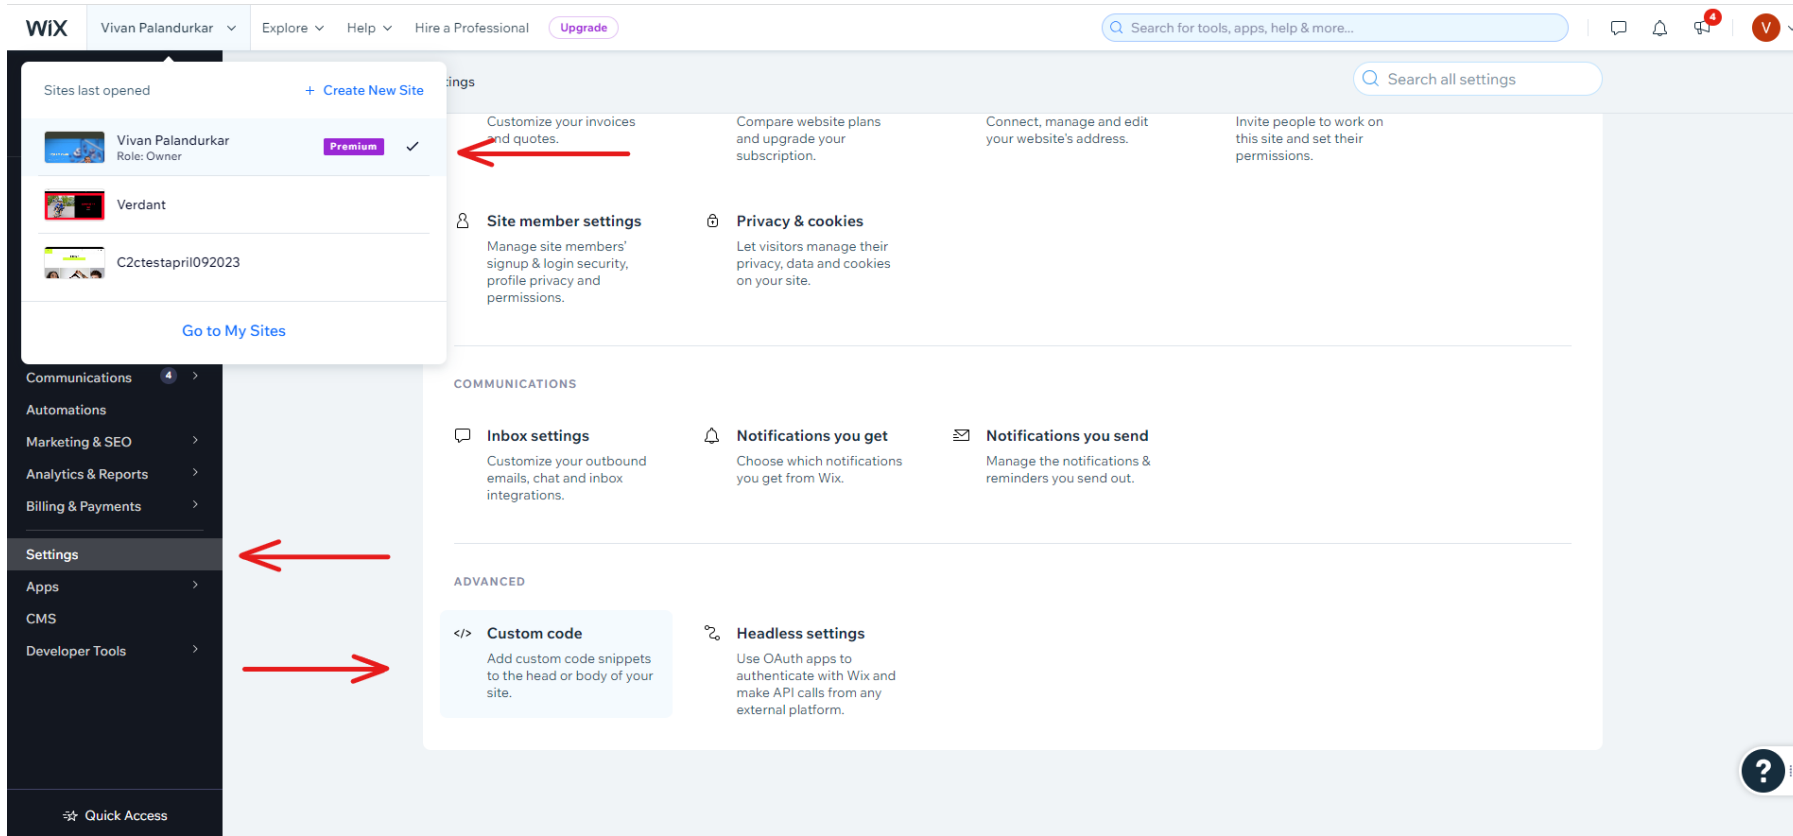 WiX
Vivan Palandurkar
Explore
Help
Hire a Professional
Upgrade
Search for tools, apps, help & more...
4
V
Sites last opened
+ Create New Site
Vivan Palandurkar
Role: Owner
Premium
Verdant
C2ctestapril092023
Go to My Sites
Communications 4
Automations
Marketing & SEO
Analytics & Reports
Billing & Payments
Settings
Apps
CMS
Developer Tools
Quick Access
Search all settings
Customize your invoices
and quotes.
Compare website plans
and upgrade your
subscription.
Connect, manage and edit
your website's address.
Invite people to work on
this site and set their
permissions.
Site member settings
Manage site members'
signup & login security,
profile privacy and
permissions.
Privacy & cookies
Let visitors manage their
privacy, data and cookies
on your site.
COMMUNICATIONS
Inbox settings
Customize your outbound
emails, chat and inbox
integrations.
Notifications you get
Choose which notifications
you get from Wix.
Notifications you send
Manage the notifications &
reminders you send out.
ADVANCED
</> Custom code
Add custom code snippets
to the head or body of your
site.
Headless settings
Use OAuth apps to
authenticate with Wix and
make API calls from any
external platform.
?